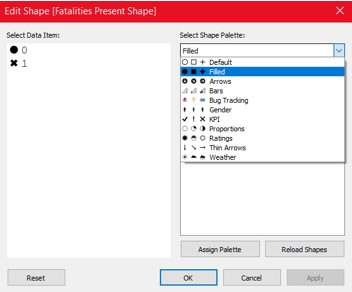 Edit Shape [Fatalities Present Shape]
Select Data Item:
0
1
Select Shape Palette:
Filled
Default
Filled
Arrows
Bars
Bug Tracking
Gender
KPI
Proportions
Ratings
Thin Arrows
Weather
Assign Palette
Reload Shapes
Reset
OK
Cancel
Apply